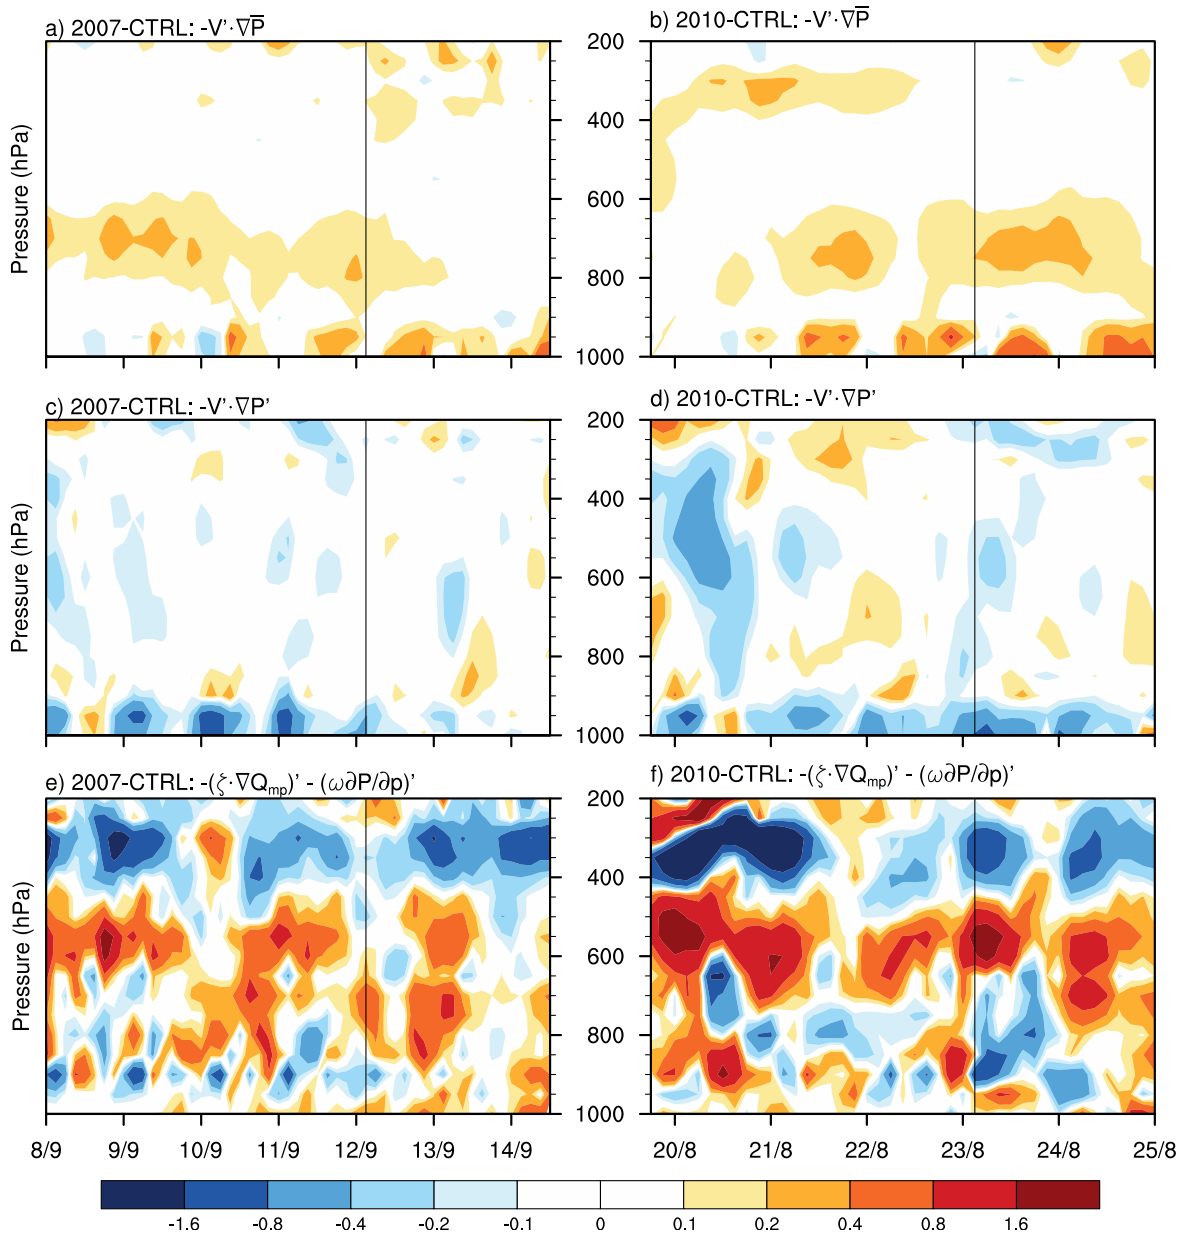 a) 2007-CTRL: -V'·∇P̅
b) 2010-CTRL: -V'·∇P̅
Pressure (hPa)
200
400
600
800
1000
c) 2007-CTRL: -V'·∇P'
d) 2010-CTRL: -V'·∇P'
Pressure (hPa)
200
400
600
800
1000
e) 2007-CTRL: -(ζ·∇Qmp)' - (ω∂P/∂p)'
f) 2010-CTRL: -(ζ·∇Qmp)' - (ω∂P/∂p)'
Pressure (hPa)
200
400
600
800
1000
8/9 9/9 10/9 11/9 12/9 13/9 14/9
20/8 21/8 22/8 23/8 24/8 25/8
-1.6 -0.8 -0.4 -0.2 -0.1 0 0.1 0.2 0.4 0.8 1.6